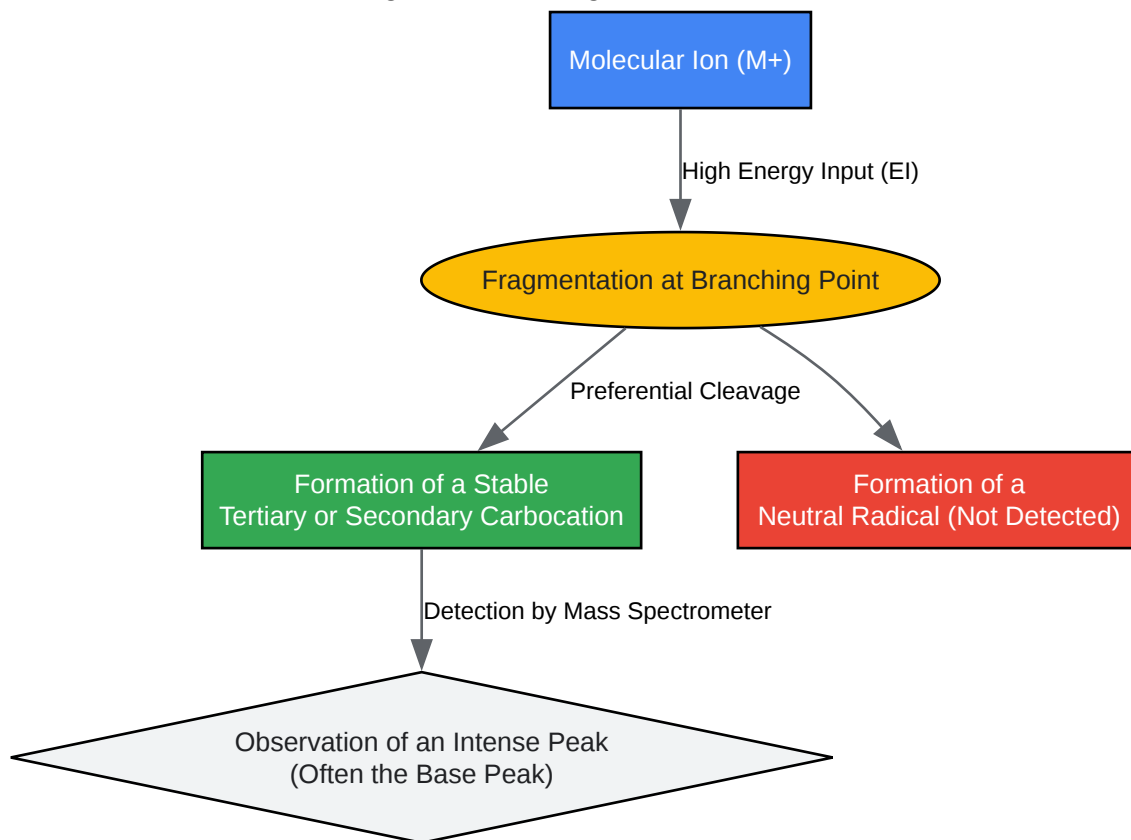 Molecular Ion (M+)
High Energy Input (EI)
Fragmentation at Branching Point
Preferential Cleavage
Formation of a Stable
Tertiary or Secondary Carbocation
Formation of a
Neutral Radical (Not Detected)
Detection by Mass Spectrometer
Observation of an Intense Peak
(Often the Base Peak)